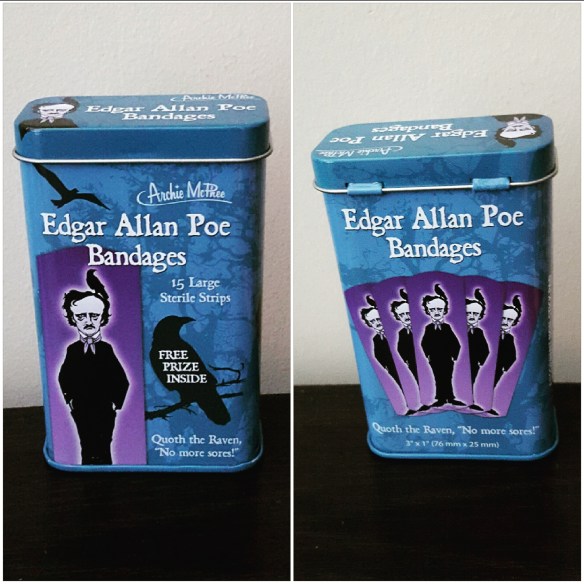 Archie McPhee
Edgar Allan Poe
Bandages
Archie McPhee
Edgar Allan Poe
Bandages
15 Large
Sterile Strips
FREE
PRIZE
INSIDE
Quoth the Raven,
"No more sores!"
Edgar Allan Poe
Bandages
Archie McPhee
Edgar Allan Poe
Bandages
Quoth the Raven, "No more sores!"
3" x 1" (76 mm x 25 mm)